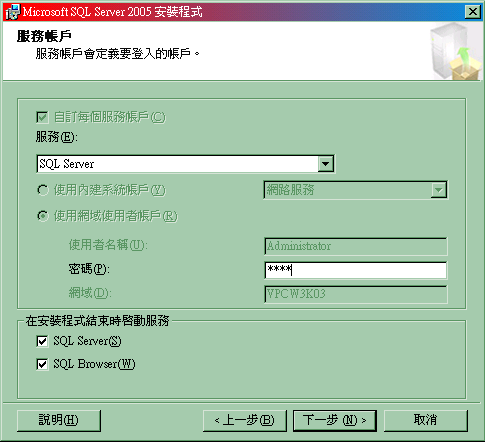 Microsoft SQL Server 2005 安裝程式
服務帳戶
服務帳戶會定義要登入的帳戶。
自訂每個服務帳戶(C)
服務(E):
SQL Server
使用內建系統帳戶(Y)
網路服務
使用網域使用者帳戶(R)
使用者名稱(U):
Administrator
密碼(P):
****
網域(D):
VPCW3K03
在安裝程式結束時啟動服務
SQL Server(S)
SQL Browser(W)
說明(H)
< 上一步(B)
下一步 (N) >
取消